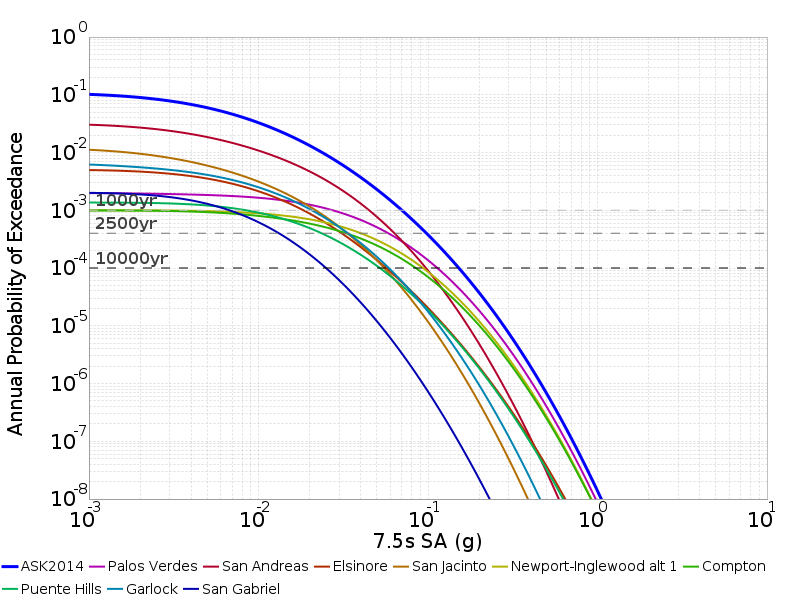 10^0
10^-1
10^-2
10^-3
10^-4
10^-5
10^-6
10^-7
10^-8
Annual Probability of Exceedance
1000yr
2500yr
10000yr
10^-3 10^-2 10^-1 10^0 10^1
7.5s SA (g)
ASK2014 Palos Verdes San Andreas Elsinore San Jacinto Newport-Inglewood alt 1 Compton
Puente Hills Garlock San Gabriel